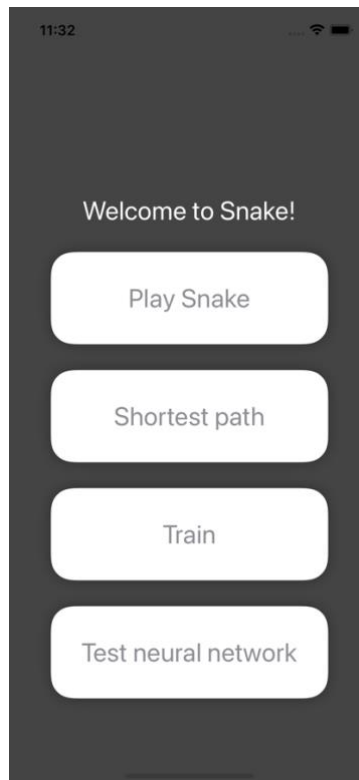 11:32
Welcome to Snake!
Play Snake
Shortest path
Train
Test neural network